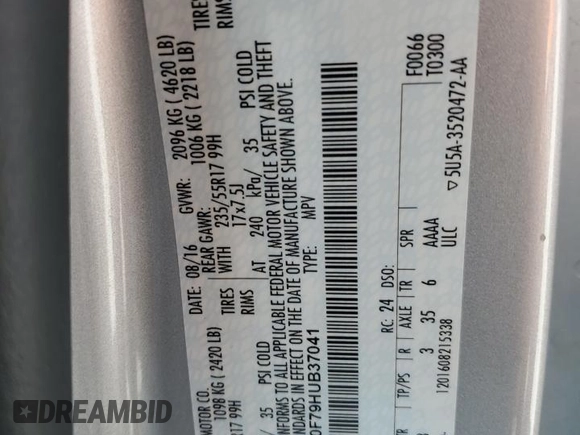 MOTOR CO.
DATE: 08/16 GVWR: 2096 KG ( 4620 LB)
1098 KG ( 2420 LB) REAR GAWR: 1006 KG ( 2218 LB)
R17 99H TIRES WITH 235/55R17 99H TIRES
RIMS 17x7.5J RIMS
/ 35 PSI COLD AT 240 kPa/ 35 PSI COLD
NFORMS TO ALL APPLICABLE FEDERAL MOTOR VEHICLE SAFETY AND THEFT
NDARDS IN EFFECT ON THE DATE OF MANUFACTURE SHOWN ABOVE.
0F79HUB37041 TYPE: MPV
F0066
T0300
RC: 24 DSO:
TR TP/PS R AXLE TR SPR
3 35 6 AAAA
ULC
1201608215338 ▽5U5A-3520472-AA
DREAMBID